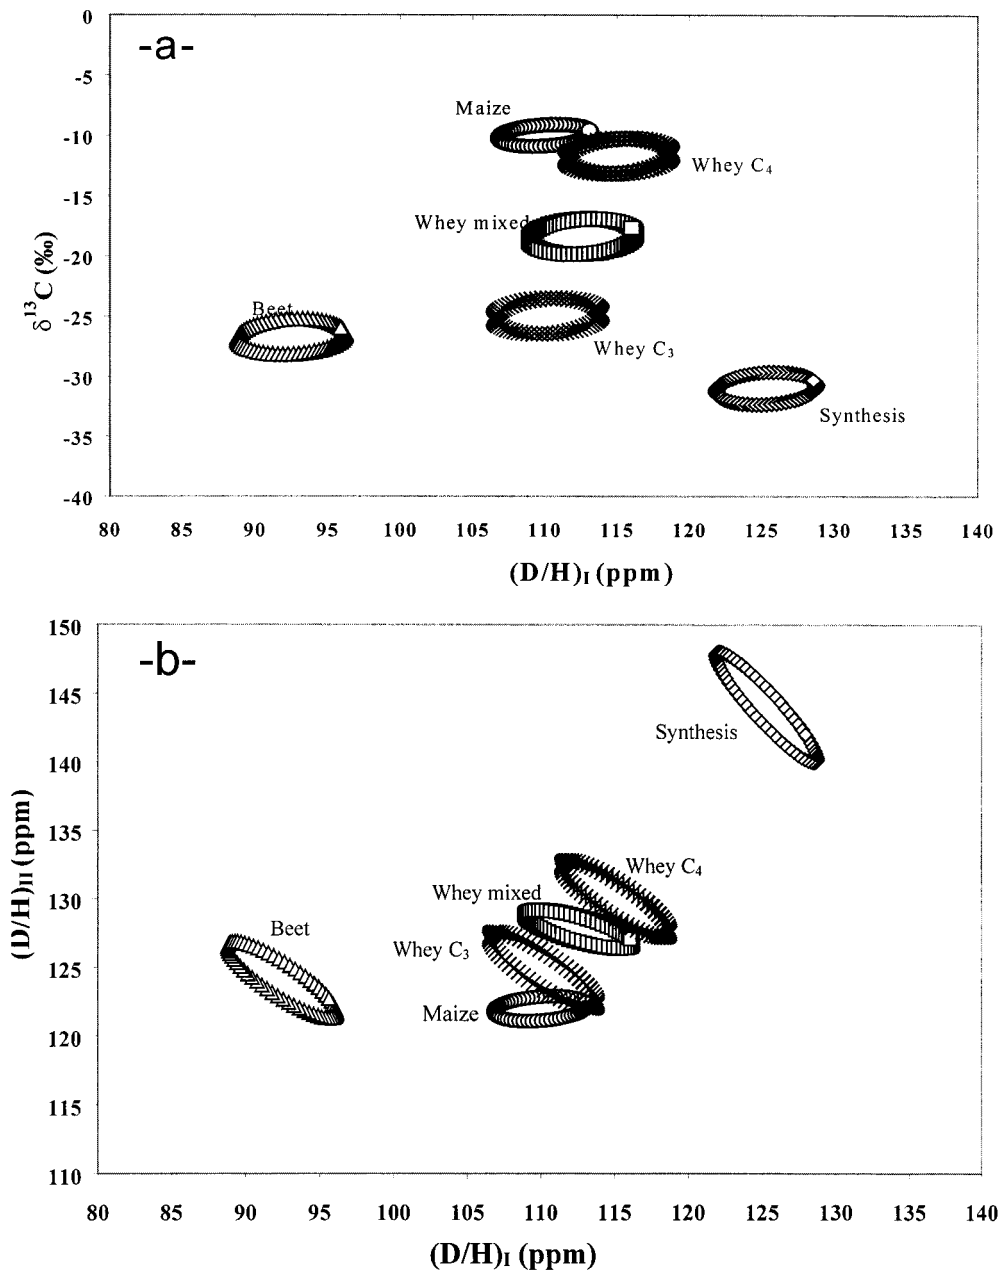 -a-
0
-5
-10
-15
-20
-25
-30
-35
-40
δ¹³C (‰)
Maize
Whey C₄
Whey mixed
Beet
Whey C₃
Synthesis
80 85 90 95 100 105 110 116 120 125 130 135 140
(D/H)I (ppm)
-b-
150
145
140
135
130
125
120
115
110
(D/H)II (ppm)
Synthesis
Whey C₄
Whey mixed
Beet
Whey C₃
Maize
80 90 95 100 105 110 115 120 125 130 135 140
(D/H)I (ppm)